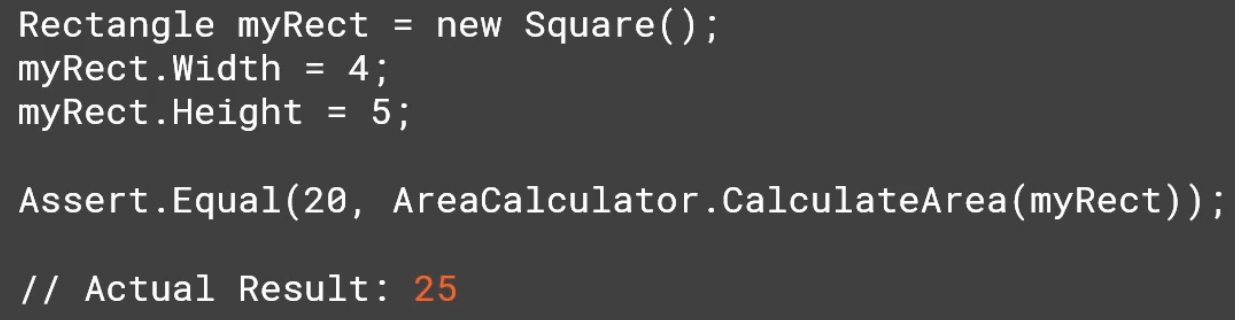 Rectangle myRect = new Square();
myRect.Width = 4;
myRect.Height = 5;
Assert.Equal(20, AreaCalculator.CalculateArea(myRect));
// Actual Result: 25